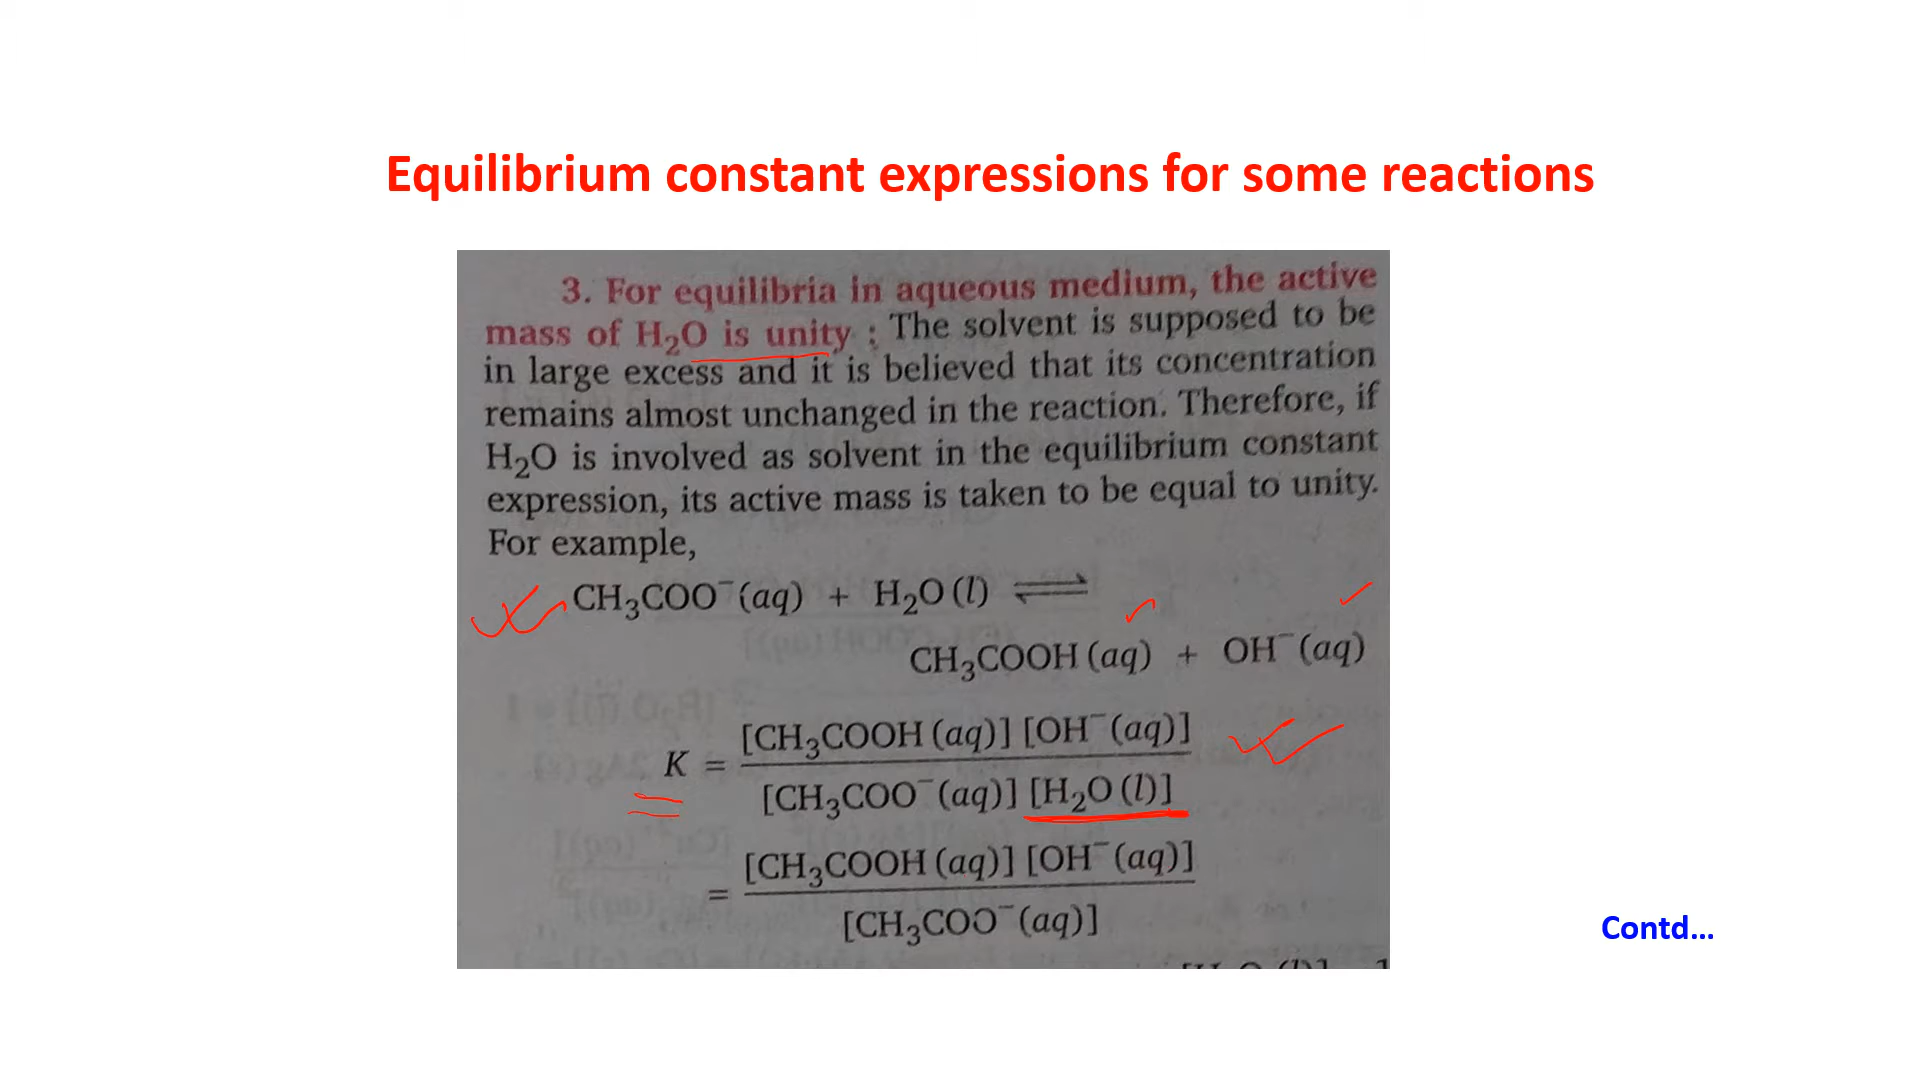 Equilibrium constant expressions for some reactions
3. For equilibria in aqueous medium, the active
mass of H₂O is unity : The solvent is supposed to be
in large excess and it is believed that its concentration
remains almost unchanged in the reaction. Therefore, if
H₂O is involved as solvent in the equilibrium constant
expression, its active mass is taken to be equal to unity.
For example,
CH₃COO⁻(aq) + H₂O(l) ⇌
CH₃COOH(aq) + OH⁻(aq)
K = [CH₃COOH(aq)] [OH⁻(aq)]
[CH₃COO⁻(aq)] [H₂O(l)]
= [CH₃COOH(aq)] [OH⁻(aq)]
[CH₃COO⁻(aq)]
Contd...